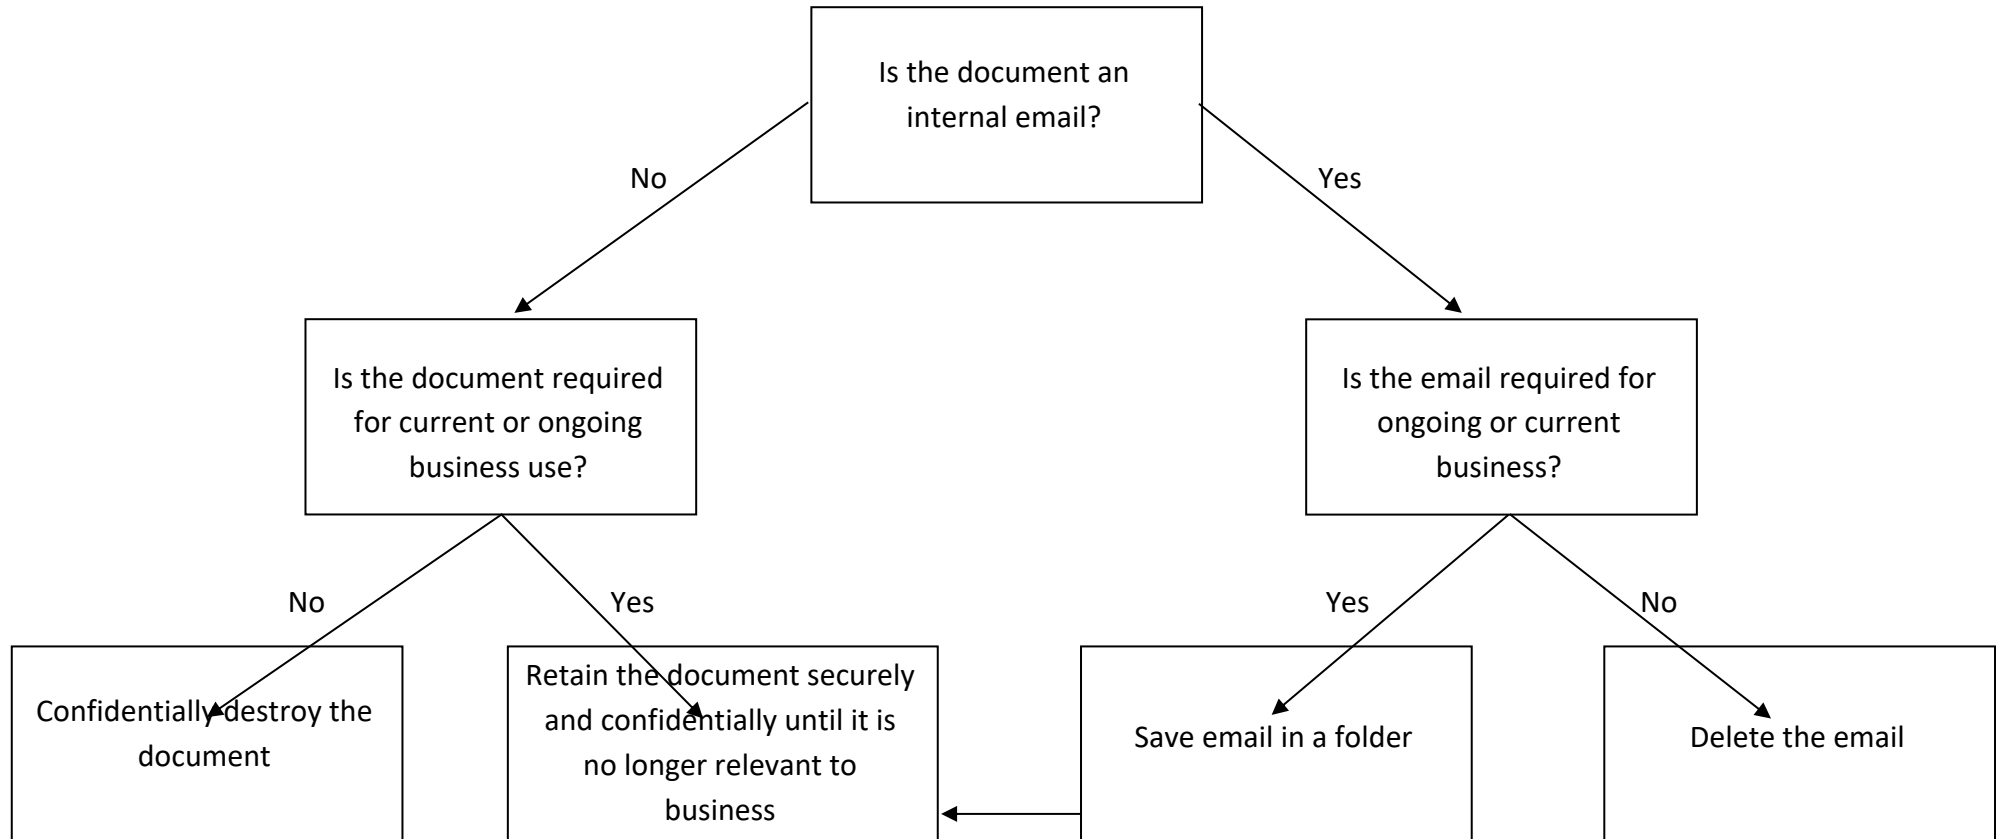 Is the document an
internal email?
No
Yes
Is the document required
for current or ongoing
business use?
Is the email required for
ongoing or current
business?
No
Yes
Yes
No
Confidentially destroy the
document
Retain the document securely
and confidentially until it is
no longer relevant to
business
Save email in a folder
Delete the email